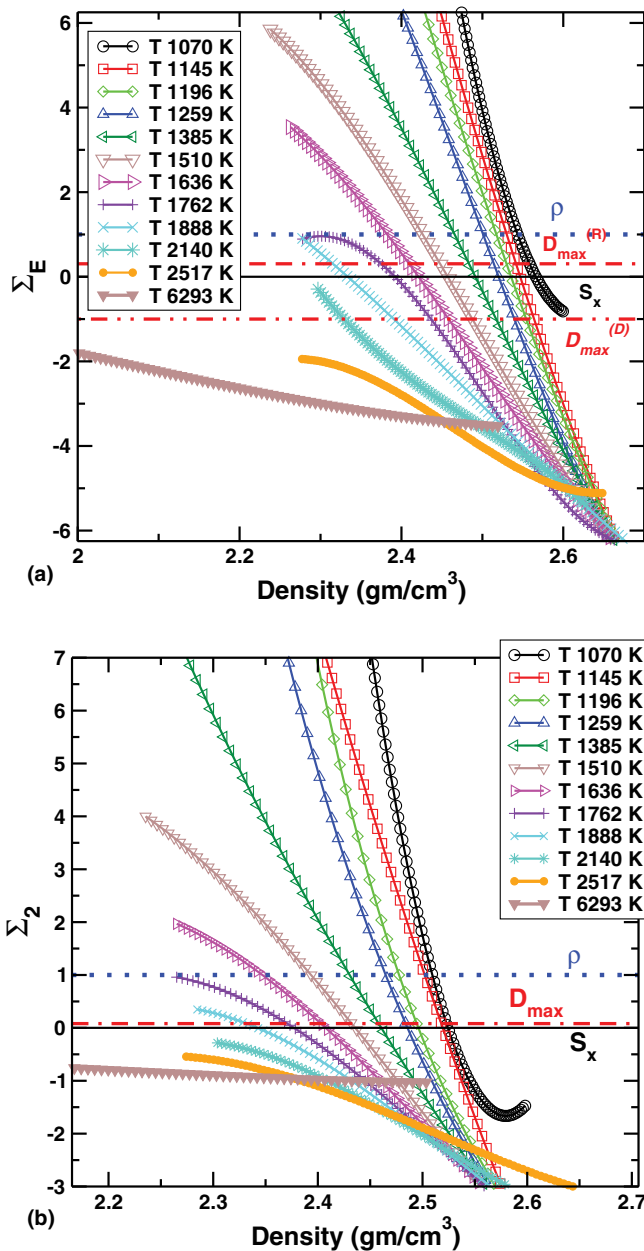 6
4
2
0
-2
-4
-6
Σ_E
T 1070 K
T 1145 K
T 1196 K
T 1259 K
T 1385 K
T 1510 K
T 1636 K
T 1762 K
T 1888 K
T 2140 K
T 2517 K
T 6293 K
ρ
D_max^(R)
S_x
D_max^(D)
2
2.2
2.4
2.6
(a)
Density (gm/cm³)
7
6
5
4
3
2
1
0
-1
-2
-3
Σ_2
T 1070 K
T 1145 K
T 1196 K
T 1259 K
T 1385 K
T 1510 K
T 1636 K
T 1762 K
T 1888 K
T 2140 K
T 2517 K
T 6293 K
ρ
D_max
S_x
2.2
2.3
2.4
2.5
2.6
2.7
(b)
Density (gm/cm³)